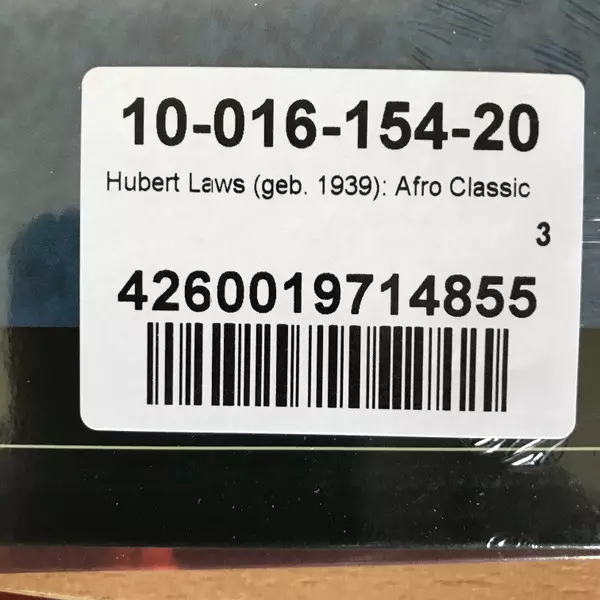 10-016-154-20
Hubert Laws (geb. 1939): Afro Classic
3
4260019714855